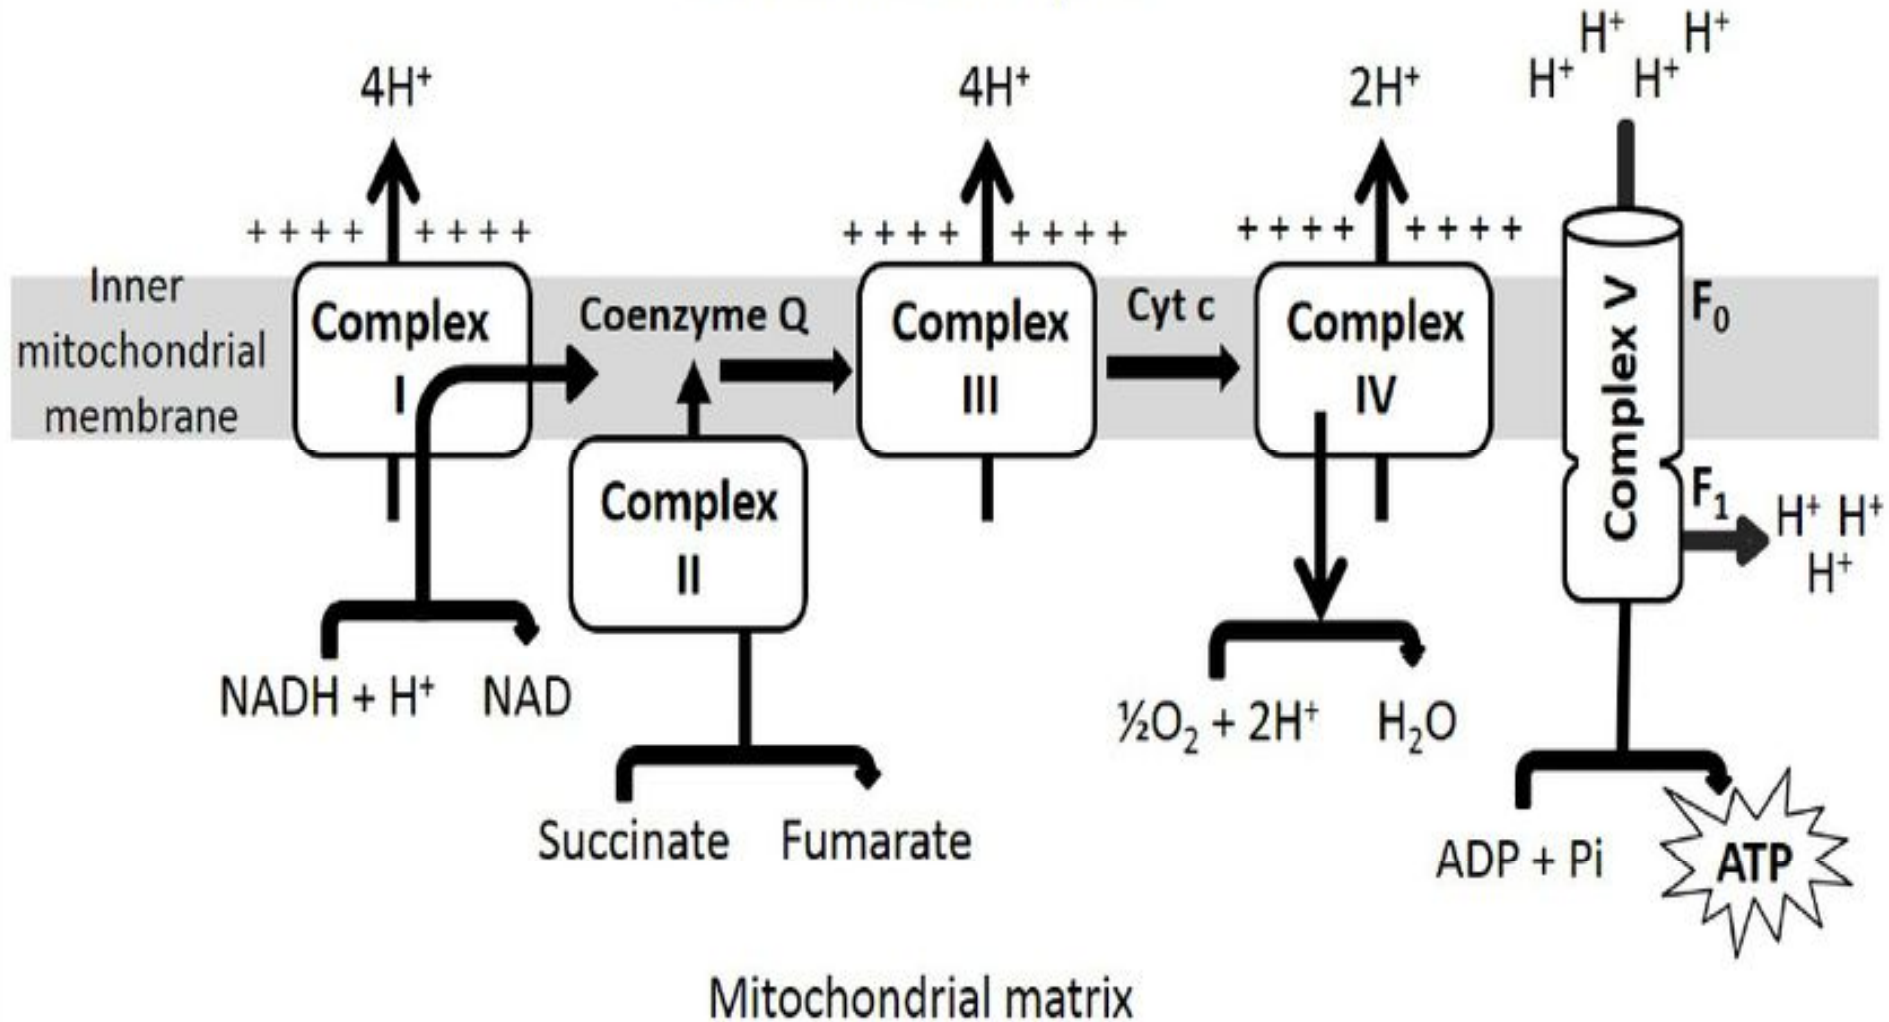 H⁺ H⁺
H⁺ H⁺
4H⁺
4H⁺
2H⁺
+ + + + + + + +
+ + + + + + + +
+ + + + + + + +
Inner
mitochondrial
membrane
Complex
I
Coenzyme Q
Complex
III
Cyt c
Complex
IV
Complex V
F₀
F₁
H⁺ H⁺
H⁺
Complex
II
NADH + H⁺ NAD
½O₂ + 2H⁺ H₂O
Succinate Fumarate
ADP + Pi ATP
Mitochondrial matrix